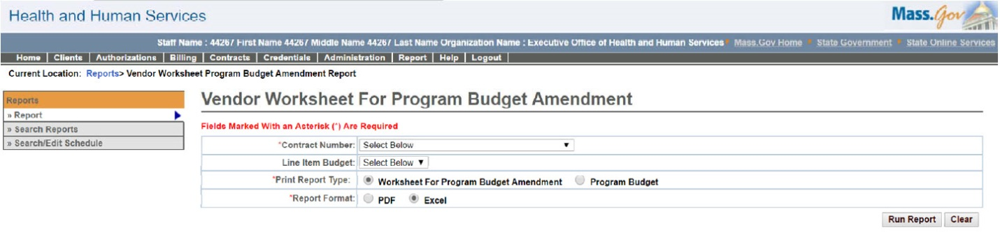 Health and Human Services
Mass.Gov
Staff Name : 44267 First Name 44267 Middle Name 44267 Last Name Organization Name : Executive Office of Health and Human Services Mass.Gov Home State Government State Online Services
Home | Clients | Authorizations | Billing | Contracts | Credentials | Administration | Report | Help | Logout |
Current Location: Reports> Vendor Worksheet Program Budget Amendment Report
Reports
» Report
» Search Reports
» Search/Edit Schedule
Vendor Worksheet For Program Budget Amendment
Fields Marked With an Asterisk (*) Are Required
*Contract Number: Select Below
Line Item Budget: Select Below
*Print Report Type: Worksheet For Program Budget Amendment Program Budget
*Report Format: PDF Excel
Run Report Clear